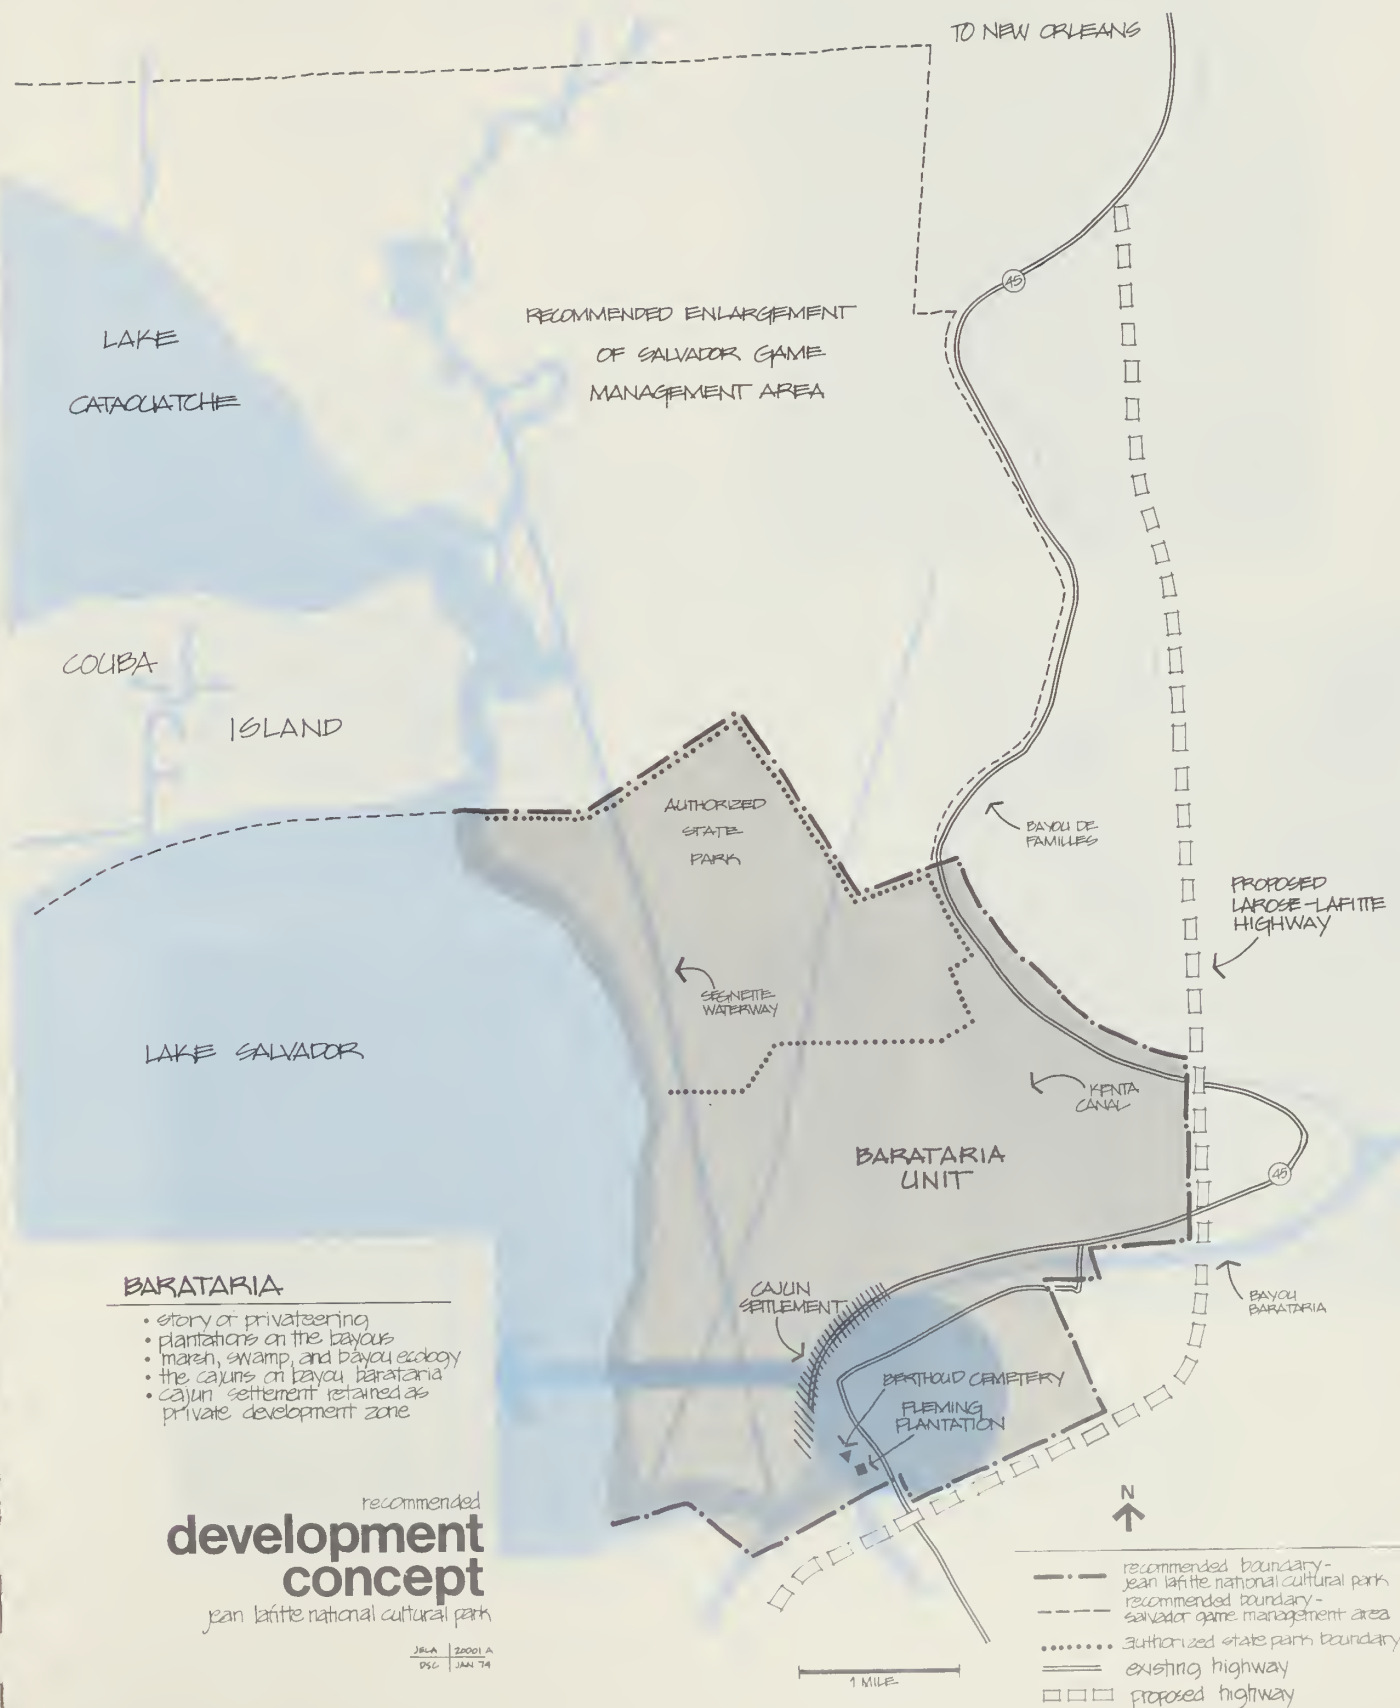 TO NEW ORLEANS
45
RECOMMENDED ENLARGEMENT
OF SALVADOR GAME
MANAGEMENT AREA
LAKE
CATAOUATCHE
COUBA
ISLAND
AUTHORIZED
STATE
PARK
BAYOU DE
FAMILLES
PROPOSED
LAROSE-LAFITTE
HIGHWAY
SEGNETTE
WATERWAY
LAKE SALVADOR
KENTA
CANAL
BARATARIA
UNIT
45
CAJUN
SETTLEMENT
BAYOU
BARATARIA
BERTHOUD CEMETERY
FLEMING
PLANTATION
BARATARIA
• story of privateering
• plantations on the bayous
• marsh, swamp, and bayou ecology
• the cajuns on bayou barataria
• cajun settlement retained as
private development zone
recommended
development
concept
jean lafitte national cultural park
JELA | 20001 A
DSC | JAN 74
1 MILE
N
recommended boundary-
jean lafitte national cultural park
recommended boundary-
salvador game management area
authorized state park boundary
existing highway
proposed highway